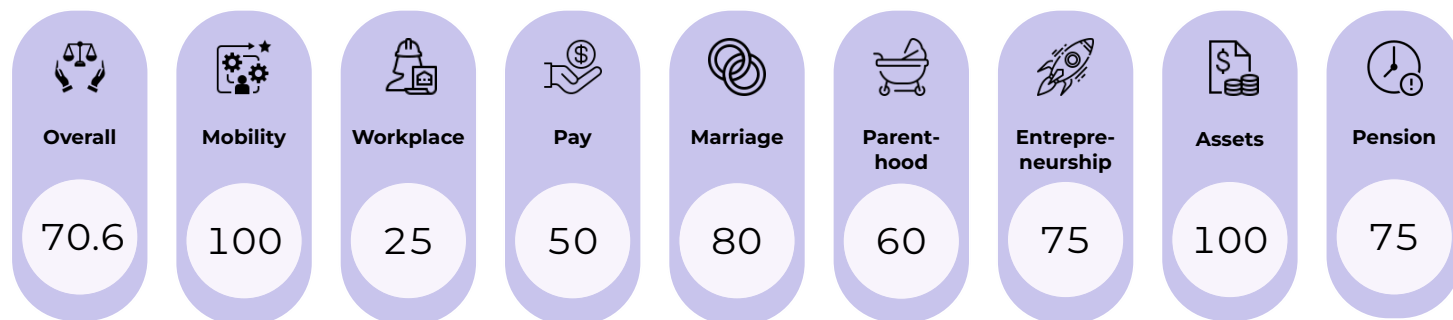 Overall
70.6
Mobility
100
Workplace
25
$
Pay
50
Marriage
80
Parent-
hood
60
Entrepre-
neurship
75
$
Assets
100
Pension
75